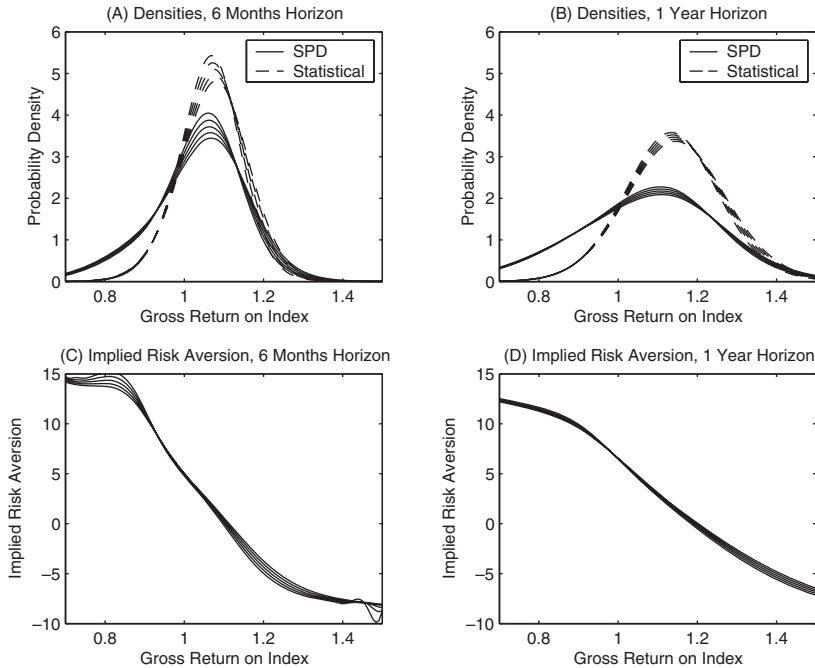 (A) Densities, 6 Months Horizon
6
5
4
3
2
1
0
Probability Density
SPD
Statistical
0.8
1
1.2
1.4
Gross Return on Index
(B) Densities, 1 Year Horizon
6
5
4
3
2
1
0
Probability Density
SPD
Statistical
0.8
1
1.2
1.4
Gross Return on Index
(C) Implied Risk Aversion, 6 Months Horizon
15
10
5
0
−5
−10
Implied Risk Aversion
0.8
1
1.2
1.4
Gross Return on Index
(D) Implied Risk Aversion, 1 Year Horizon
15
10
5
0
−5
−10
Implied Risk Aversion
0.8
1
1.2
1.4
Gross Return on Index